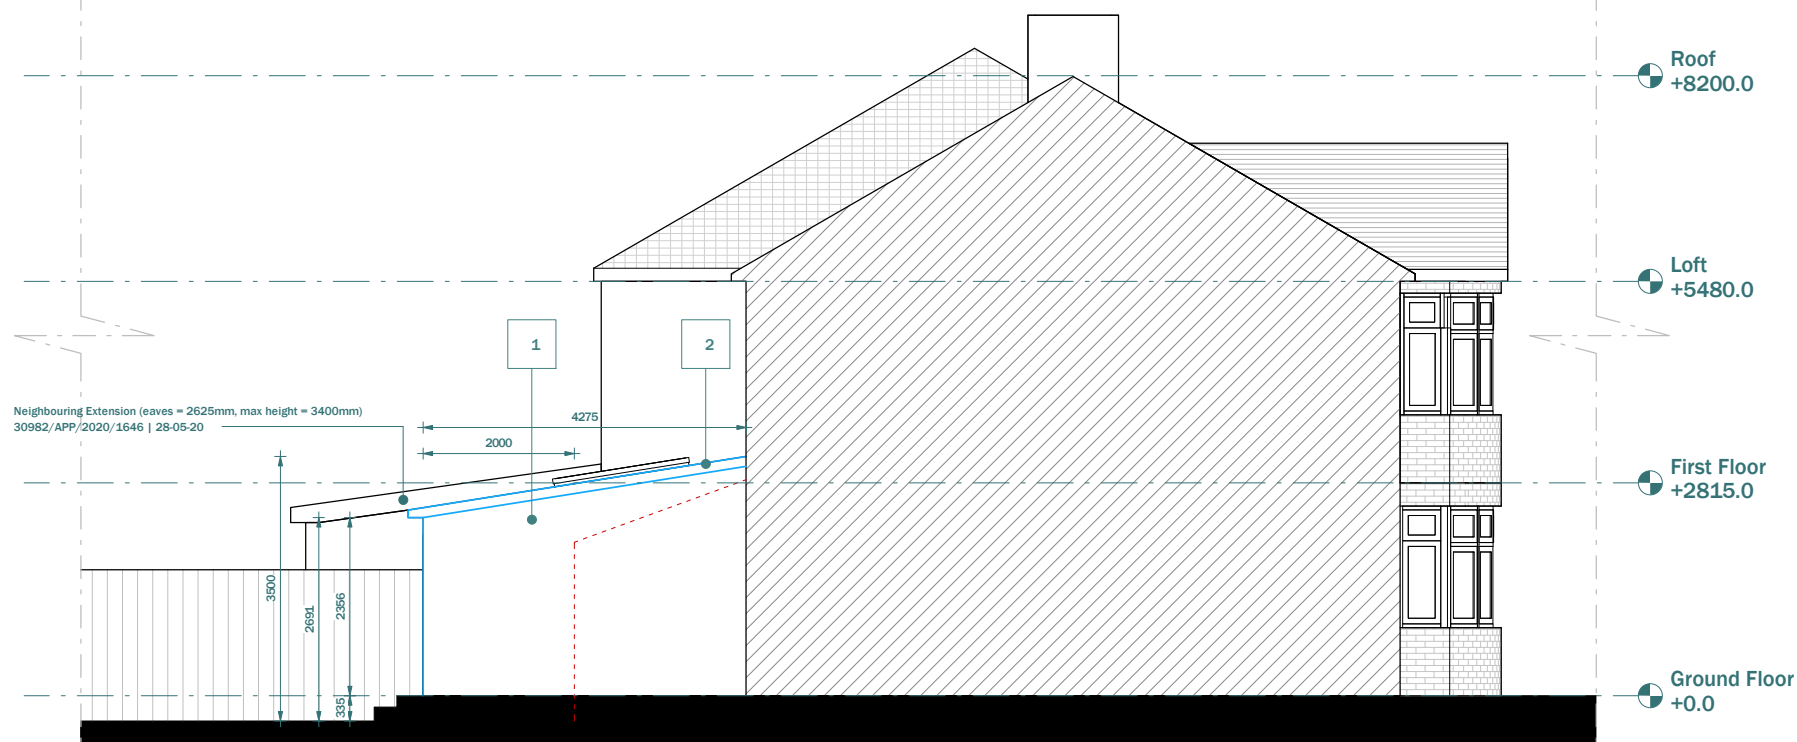 Roof
+8200.0
Loft
+5480.0
1
2
Neighbouring Extension (eaves = 2625mm, max height = 3400mm)
30982/APP/2020/1646 | 28-05-20
4275
2000
First Floor
+2815.0
3500
2691
2356
335
Ground Floor
+0.0